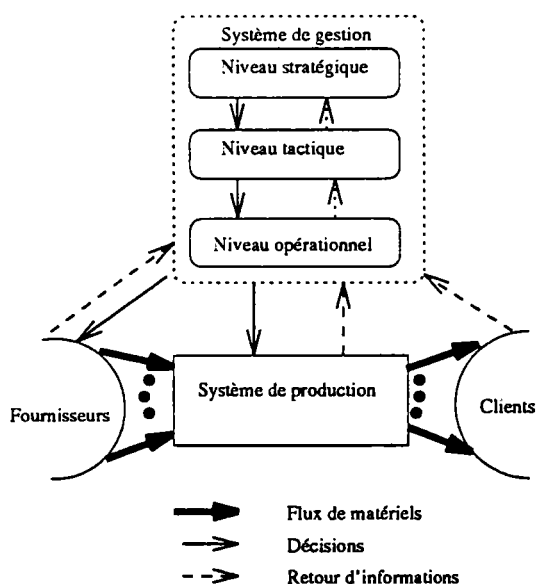 Système de gestion
Niveau stratégique
Niveau tactique
Niveau opérationnel
Système de production
Fournisseurs
Clients
Flux de matériels
Décisions
Retour d'informations